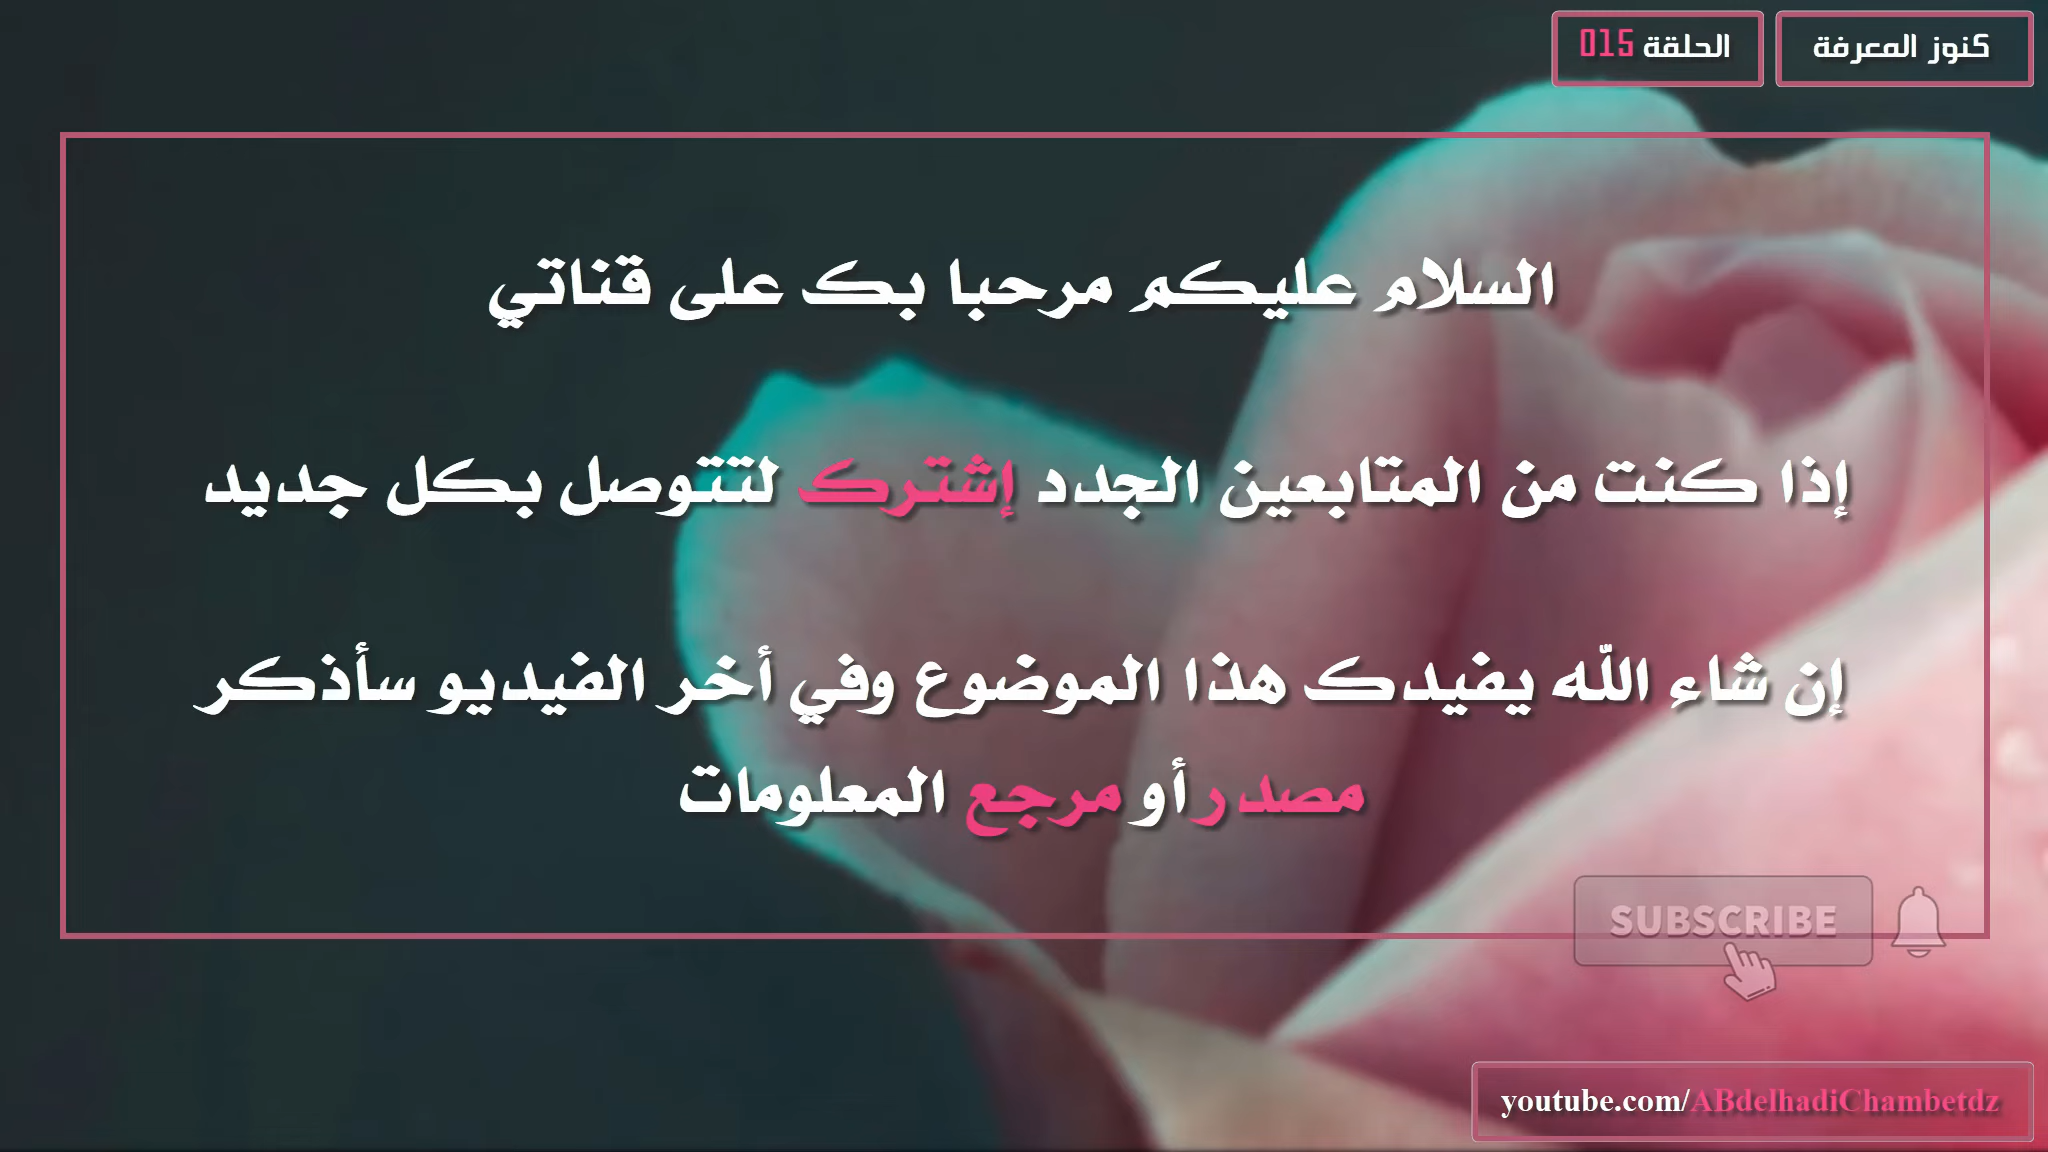 كنوز المعرفة
الحلقة 015
السلام عليكم مرحبا بك على قناتي
إذا كنت من المتابعين الجدد إشترك لتتوصل بكل جديد
إن شاء الله يفيدك هذا الموضوع وفي أخر الفيديو سأذكر
مصدر أو مرجع المعلومات
SUBSCRIBE
youtube.com/ABdelhadiChambetdz